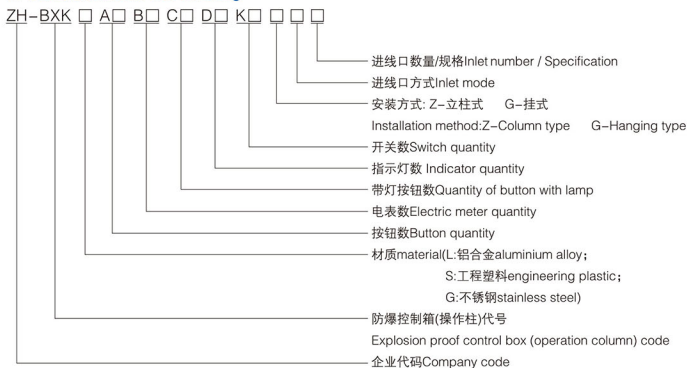 ZH-BXK □ A□ B□ C□ D□ K□ □ □ □
进线口数量/规格Inlet number / Specification
进线口方式Inlet mode
安装方式: Z-立柱式 G-挂式
Installation method:Z-Column type G-Hanging type
开关数Switch quantity
指示灯数 Indicator quantity
带灯按钮数Quantity of button with lamp
电表数Electric meter quantity
按钮数Button quantity
材质material(L:铝合金aluminium alloy;
S:工程塑料engineering plastic;
G:不锈钢stainless steel)
防爆控制箱(操作柱)代号
Explosion proof control box (operation column) code
企业代码Company code